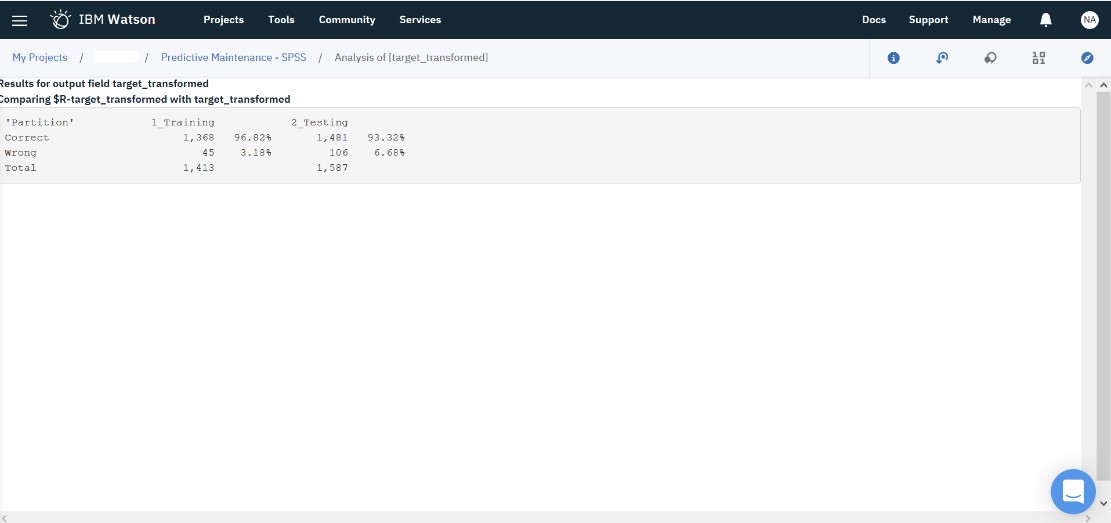 IBM Watson Projects Tools Community Services Docs Support Manage NA
My Projects / / Predictive Maintenance - SPSS / Analysis of [target_transformed]
Results for output field target_transformed
Comparing $R-target_transformed with target_transformed
'Partition' 1_Training 2_Testing
Correct 1,368 96.82% 1,481 93.32%
Wrong 45 3.18% 106 6.68%
Total 1,413 1,587